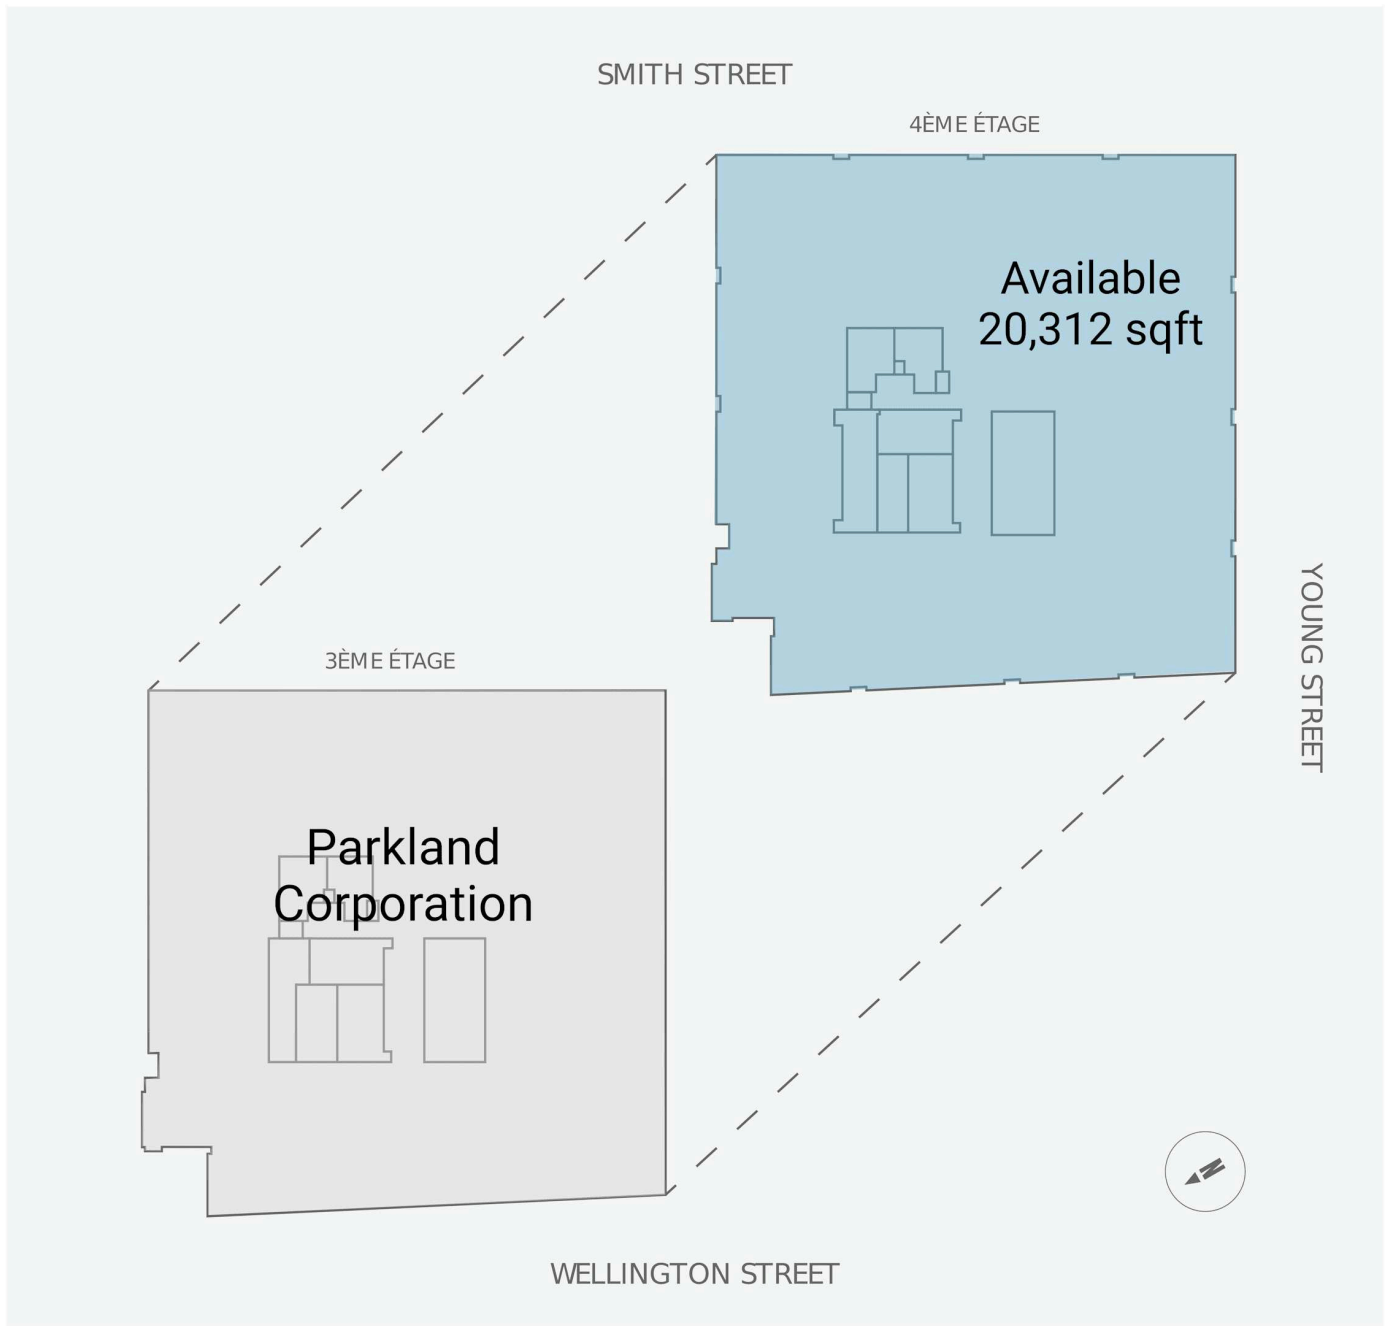 SMITH STREET
4ÈME ÉTAGE
Available
20,312 sqft
YOUNG STREET
3ÈME ÉTAGE
Parkland
Corporation
N
WELLINGTON STREET